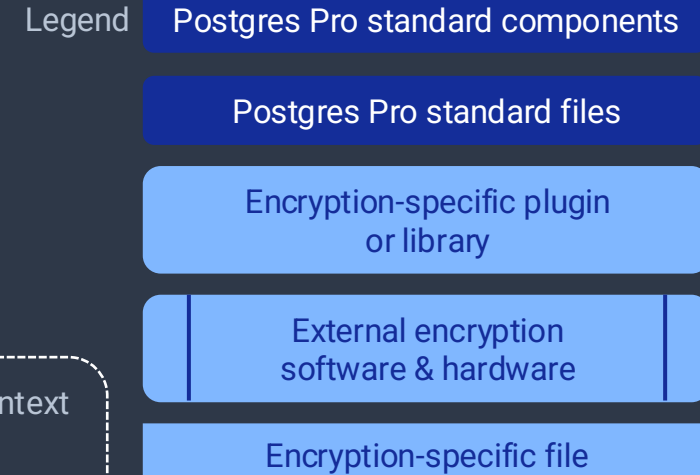 Legend
Postgres Pro standard components
Postgres Pro standard files
Encryption-specific plugin
or library
External encryption
software & hardware
ntext
Encryption-specific file